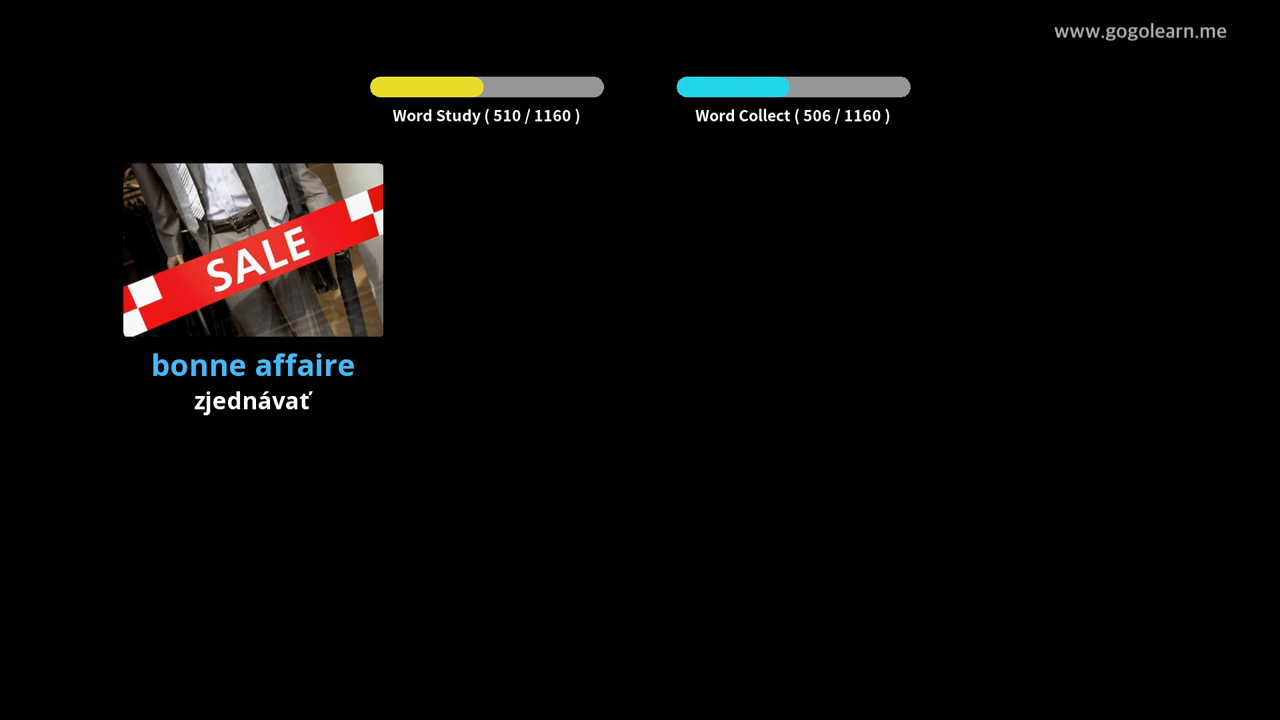 www.gogolearn.me
Word Study ( 510 / 1160 )
Word Collect ( 506 / 1160 )
SALE
bonne affaire
zjednávať